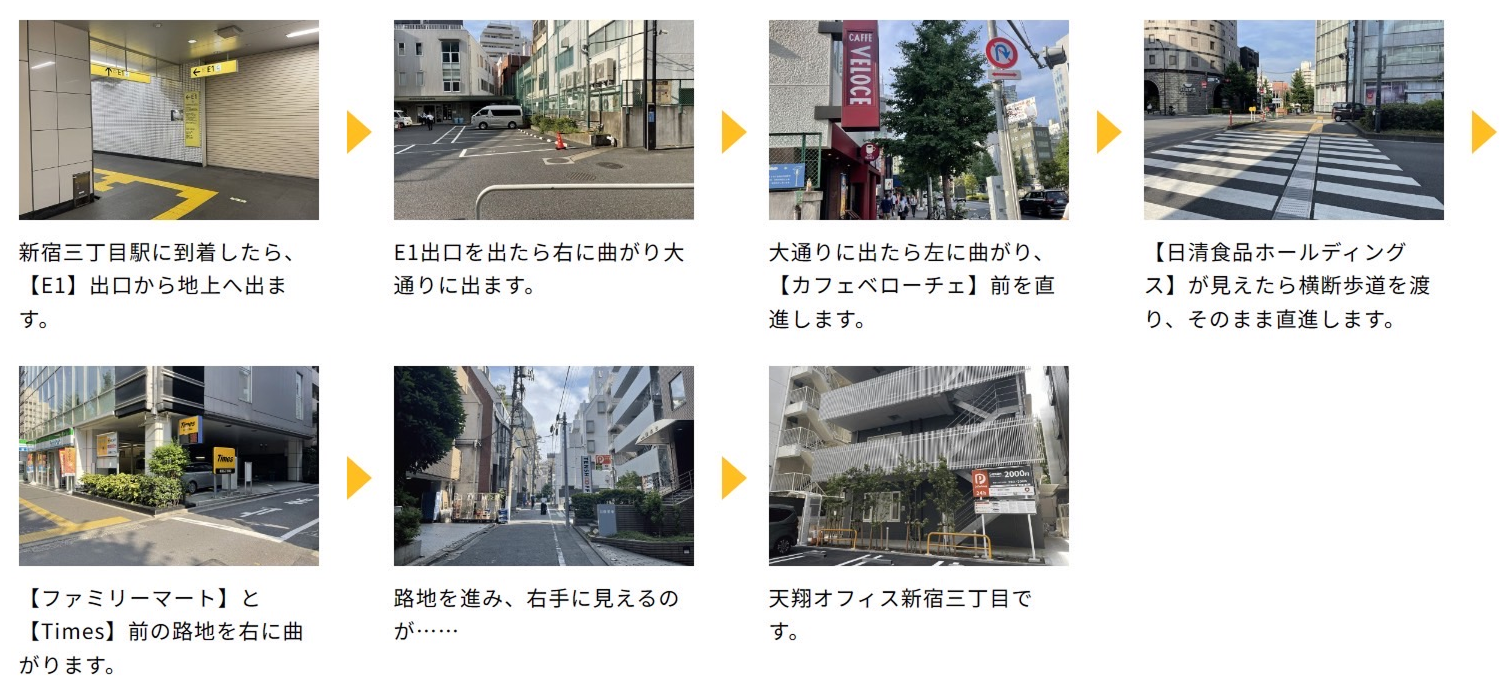 E1
E1
E1
CAFFE
VELOCE
新宿三丁目駅に到着したら、
【E1】出口から地上へ出ま
す。
E1出口を出たら右に曲がり大
通りに出ます。
大通りに出たら左に曲がり、
【カフェベローチェ】前を直
進します。
【日清食品ホールディング
ス】が見えたら横断歩道を渡
り、そのまま直進します。
Times
Times
TENSHO
P
24h
2000
【ファミリーマート】と
【Times】前の路地を右に曲
がります。
路地を進み、右手に見えるの
が……
天翔オフィス新宿三丁目で
す。